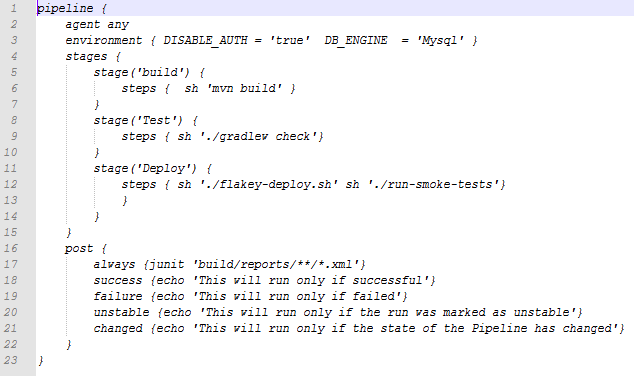 1 pipeline {
2     agent any
3     environment { DISABLE_AUTH = 'true'  DB_ENGINE  = 'Mysql' }
4     stages {
5         stage('build') {
6             steps {  sh 'mvn build' }
7         }
8         stage('Test') {
9             steps { sh './gradlew check'}
10         }
11         stage('Deploy') {
12             steps { sh './flakey-deploy.sh' sh './run-smoke-tests'}
13             }
14         }
15     }
16     post {
17         always {junit 'build/reports/**/*.xml'}
18         success {echo 'This will run only if successful'}
19         failure {echo 'This will run only if failed'}
20         unstable {echo 'This will run only if the run was marked as unstable'}
21         changed {echo 'This will run only if the state of the Pipeline has changed'}
22     }
23 }